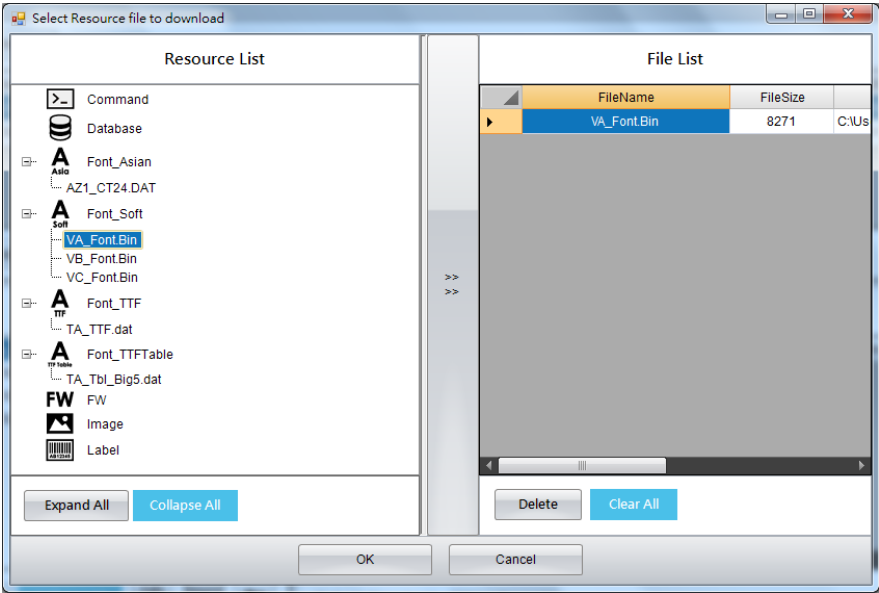 Select Resource file to download
Resource List
>_ Command
Database
A Asia Font_Asian
AZ1_CT24.DAT
A Soft Font_Soft
VA_Font.Bin
VB_Font.Bin
VC_Font.Bin
A TTF Font_TTF
TA_TTF.dat
A TTF Table Font_TTFTable
TA_Tbl_Big5.dat
FW FW
Image
AB12345 Label
Expand All Collapse All
>>
>>
File List
FileName FileSize
VA_Font.Bin 8271 C:\Us
Delete Clear All
OK Cancel